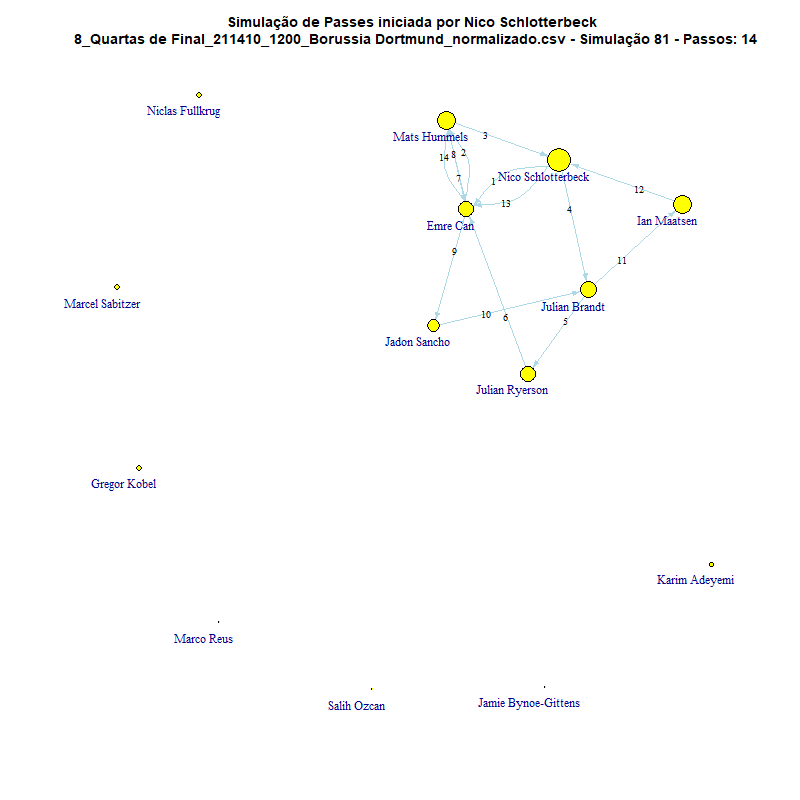 Simulação de Passes iniciada por Nico Schlotterbeck
8_Quartas de Final_211410_1200_Borussia Dortmund_normalizado.csv - Simulação 81 - Passos: 14
Niclas Fullkrug
Mats Hummels
3
14
8
2
Nico Schlotterbeck
7
1
12
13
4
Ian Maatsen
Emre Can
9
11
Marcel Sabitzer
Julian Brandt
10
6
5
Jadon Sancho
Julian Ryerson
Gregor Kobel
Karim Adeyemi
Marco Reus
Salih Ozcan
Jamie Bynoe-Gittens